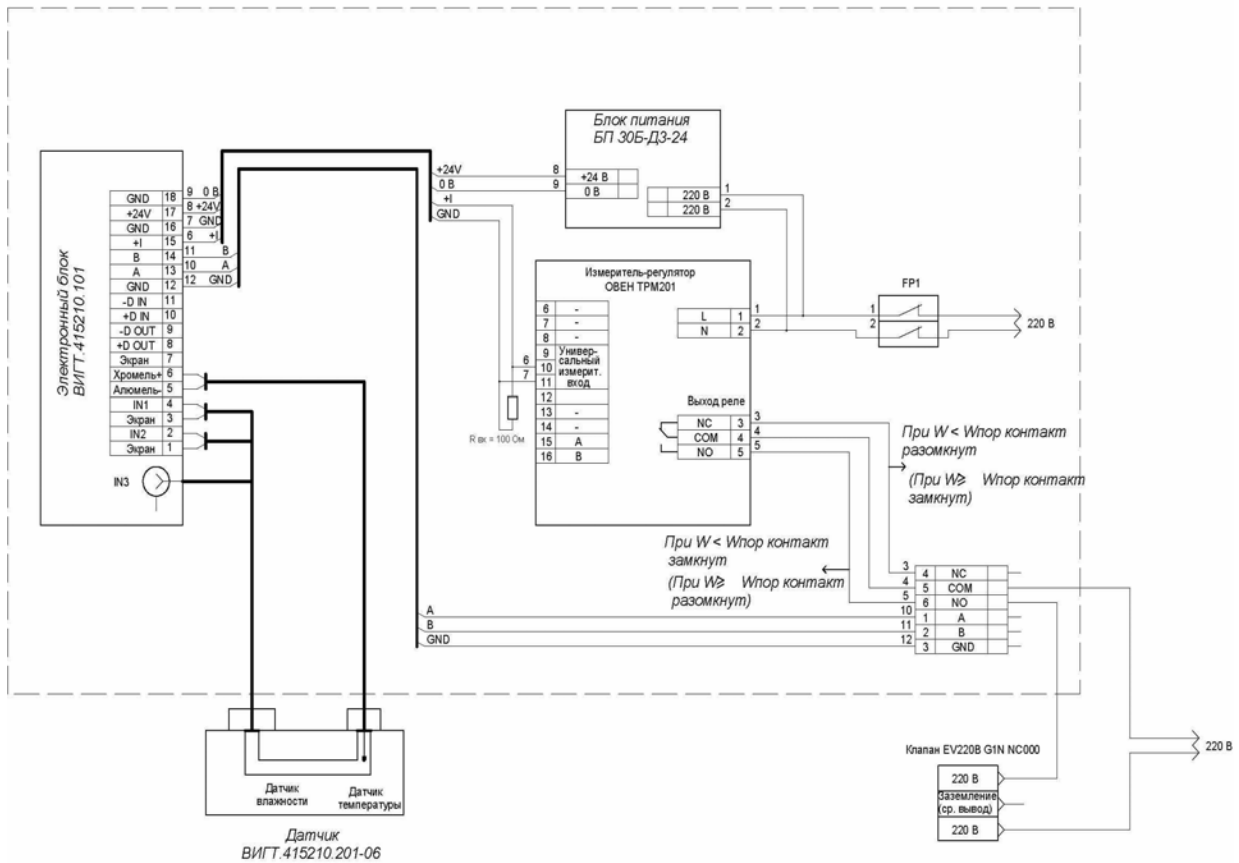 Блок питания
БП 30Б-Д3-24
+24 В
0 В
220 В
220 В
8
9
1
2
+24V
0 В
+I
GND
Электронный блок
ВИГТ.415210.101
GND 18 9 0 В
+24V 17 8 +24V
GND 16 7 GND
+I 15 6 +I
B 14 11 B
A 13 10 A
GND 12 12 GND
-D IN 11
+D IN 10
-D OUT 9
+D OUT 8
Экран 7
Хромель+ 6
Алюмель- 5
IN1 4
Экран 3
IN2 2
Экран 1
IN3
Измеритель-регулятор
ОВЕН ТРМ201
6 -
7 -
8 -
9 Универ-
10 сальный
измерит.
11 вход
12
13 -
14 -
15 A
16 B
6
7
R вх = 100 Ом
L 1 1
N 2 2
Выход реле
NC 3 3
COM 4 4
NO 5 5
FP1
1
2
220 В
При W < Wпор контакт
разомкнут
(При W≥ Wпор контакт
замкнут)
При W < Wпор контакт
замкнут
(При W≥ Wпор контакт
разомкнут)
3 4 NC
4 5 COM
5 6 NO
10 1 A
11 2 B
12 3 GND
A
B
GND
Датчик
влажности
Датчик
температуры
Датчик
ВИГТ.415210.201-06
Клапан EV220B G1N NC000
220 В
Заземление
(ср. вывод)
220 В
220 В